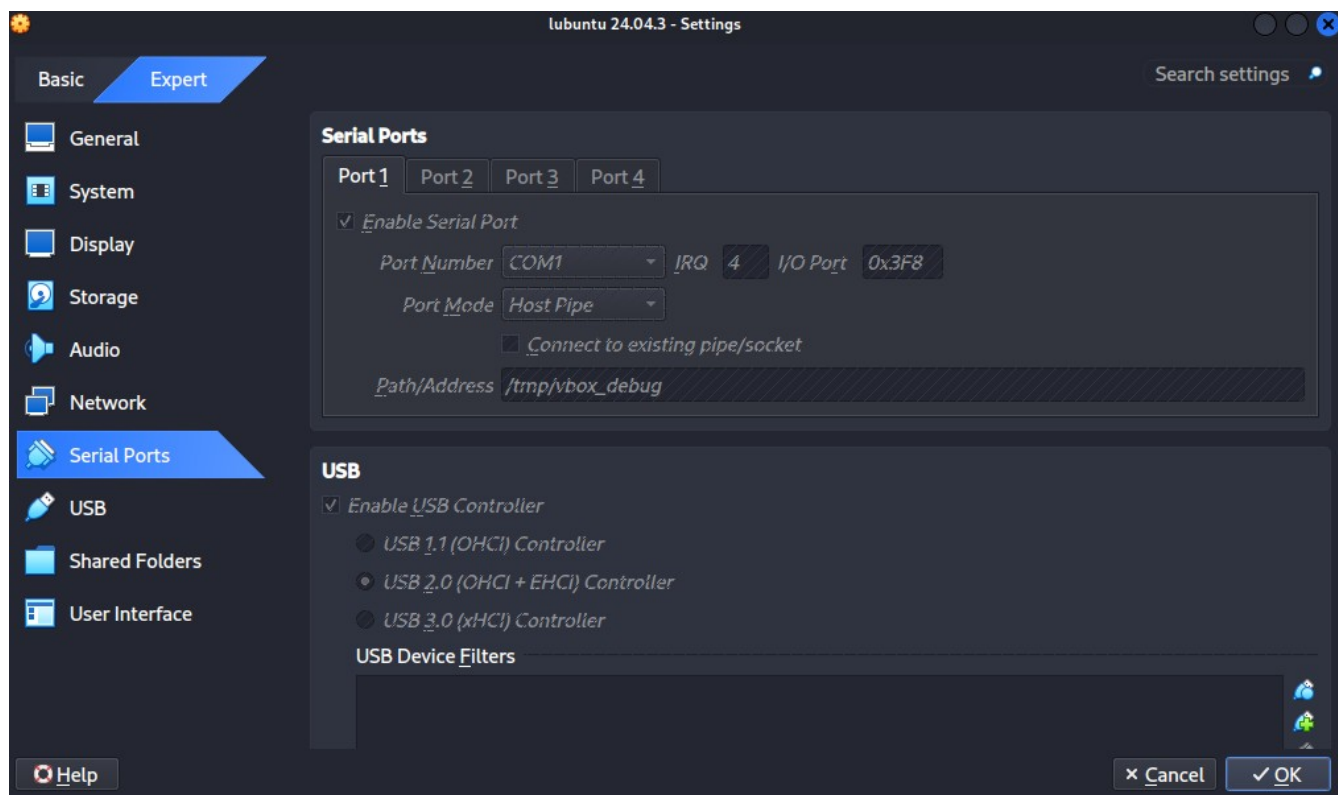 lubuntu 24.04.3 - Settings
Basic
Expert
Search settings
General
System
Display
Storage
Audio
Network
Serial Ports
USB
Shared Folders
User Interface
Serial Ports
Port 1 Port 2 Port 3 Port 4
Enable Serial Port
Port Number COM1 IRQ 4 I/O Port 0x3F8
Port Mode Host Pipe
Connect to existing pipe/socket
Path/Address /tmp/vbox_debug
USB
Enable USB Controller
USB 1.1 (OHCI) Controller
USB 2.0 (OHCI + EHCI) Controller
USB 3.0 (xHCI) Controller
USB Device Filters
Help
Cancel
OK